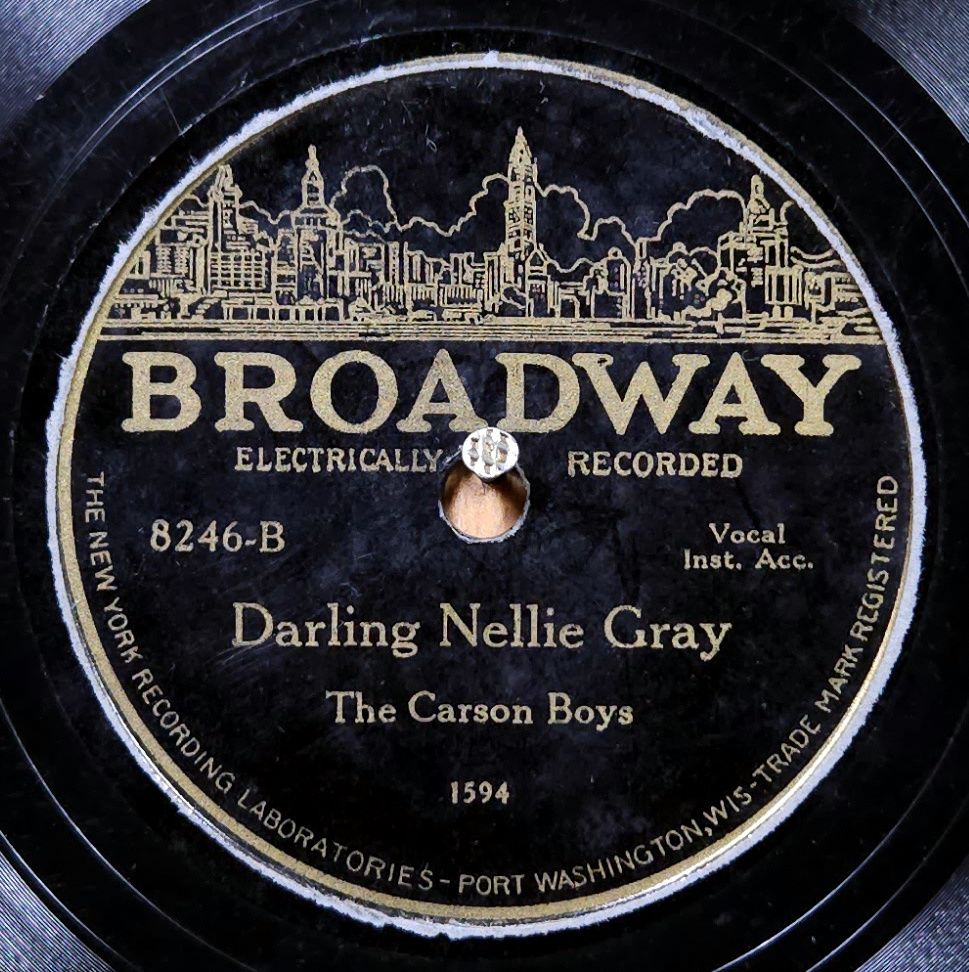 BROADWAY
ELECTRICALLY RECORDED
8246-B
Vocal
Inst. Acc.
Darling Nellie Gray
The Carson Boys
1594
THE NEW YORK RECORDING LABORATORIES - PORT WASHINGTON, WIS - TRADE MARK REGISTERED